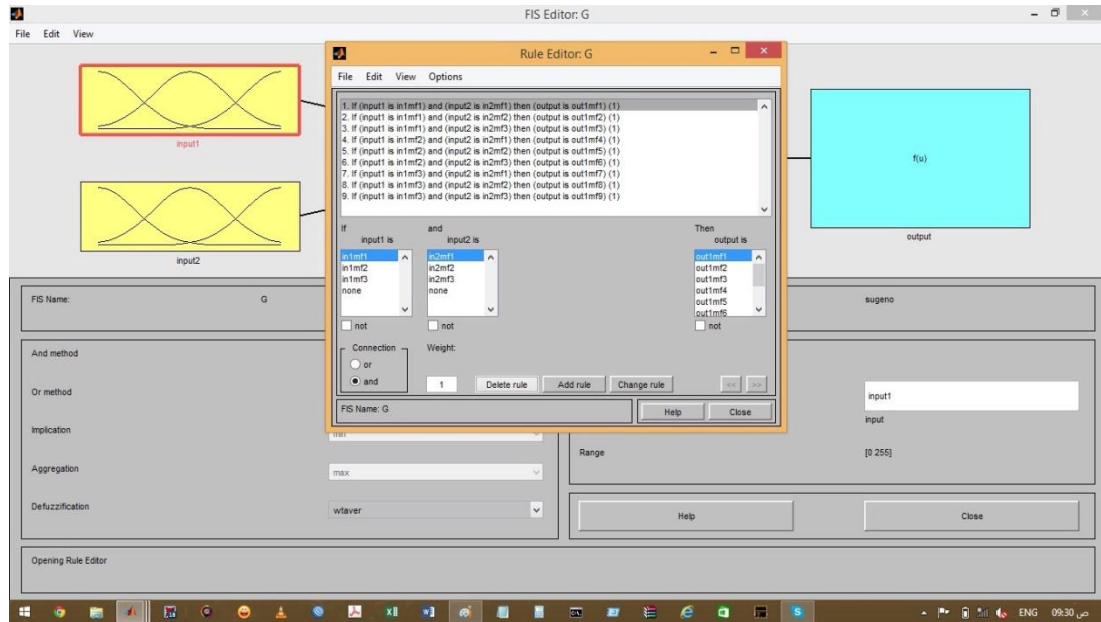 FIS Editor: G
File Edit View
input1
input2
f(u)
output
FIS Name: G
sugeno
And method
Or method
Implication
min
Aggregation
max
Defuzzification
wtaver
input1
input
Range
[0 255]
Help
Close
Opening Rule Editor
Rule Editor: G
File Edit View Options
1. If (input1 is in1mf1) and (input2 is in2mf1) then (output is out1mf1) (1)
2. If (input1 is in1mf1) and (input2 is in2mf2) then (output is out1mf2) (1)
3. If (input1 is in1mf1) and (input2 is in2mf3) then (output is out1mf3) (1)
4. If (input1 is in1mf2) and (input2 is in2mf1) then (output is out1mf4) (1)
5. If (input1 is in1mf2) and (input2 is in2mf2) then (output is out1mf5) (1)
6. If (input1 is in1mf2) and (input2 is in2mf3) then (output is out1mf6) (1)
7. If (input1 is in1mf3) and (input2 is in2mf1) then (output is out1mf7) (1)
8. If (input1 is in1mf3) and (input2 is in2mf2) then (output is out1mf8) (1)
9. If (input1 is in1mf3) and (input2 is in2mf3) then (output is out1mf9) (1)
If
input1 is
in1mf1
in1mf2
in1mf3
none
not
and
input2 is
in2mf1
in2mf2
in2mf3
none
not
Then
output is
out1mf1
out1mf2
out1mf3
out1mf4
out1mf5
out1mf6
not
Connection
or
and
Weight:
1
Delete rule
Add rule
Change rule
<<
>>
FIS Name: G
Help
Close
ENG 09:30 ص